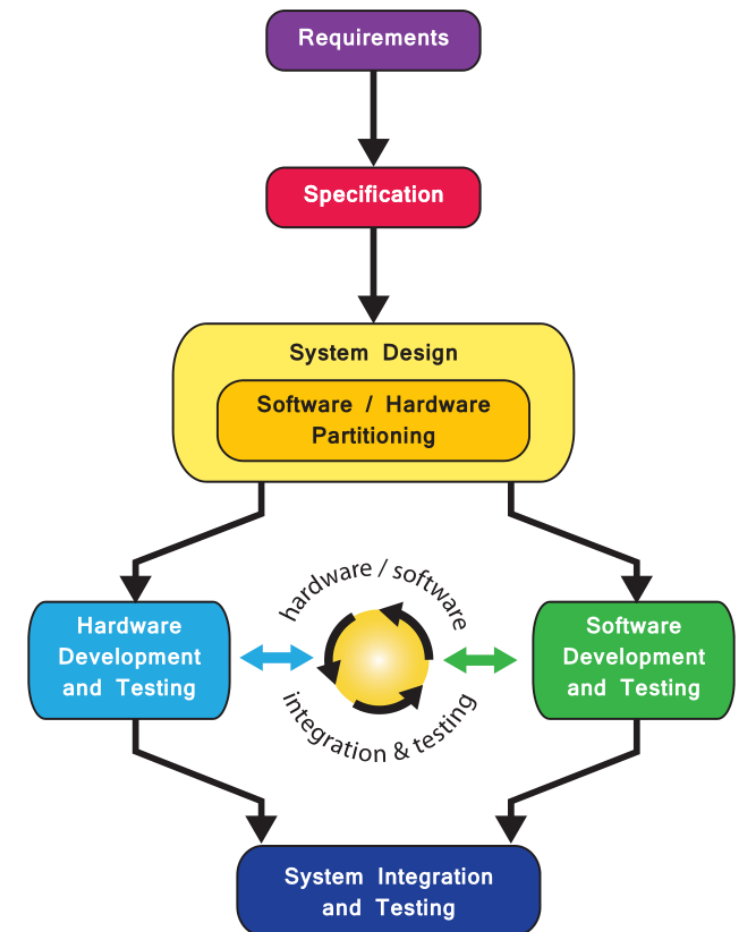 Requirements
Specification
System Design
Software / Hardware
Partitioning
hardware / software
Hardware
Development
and Testing
Software
Development
and Testing
integration & testing
System Integration
and Testing